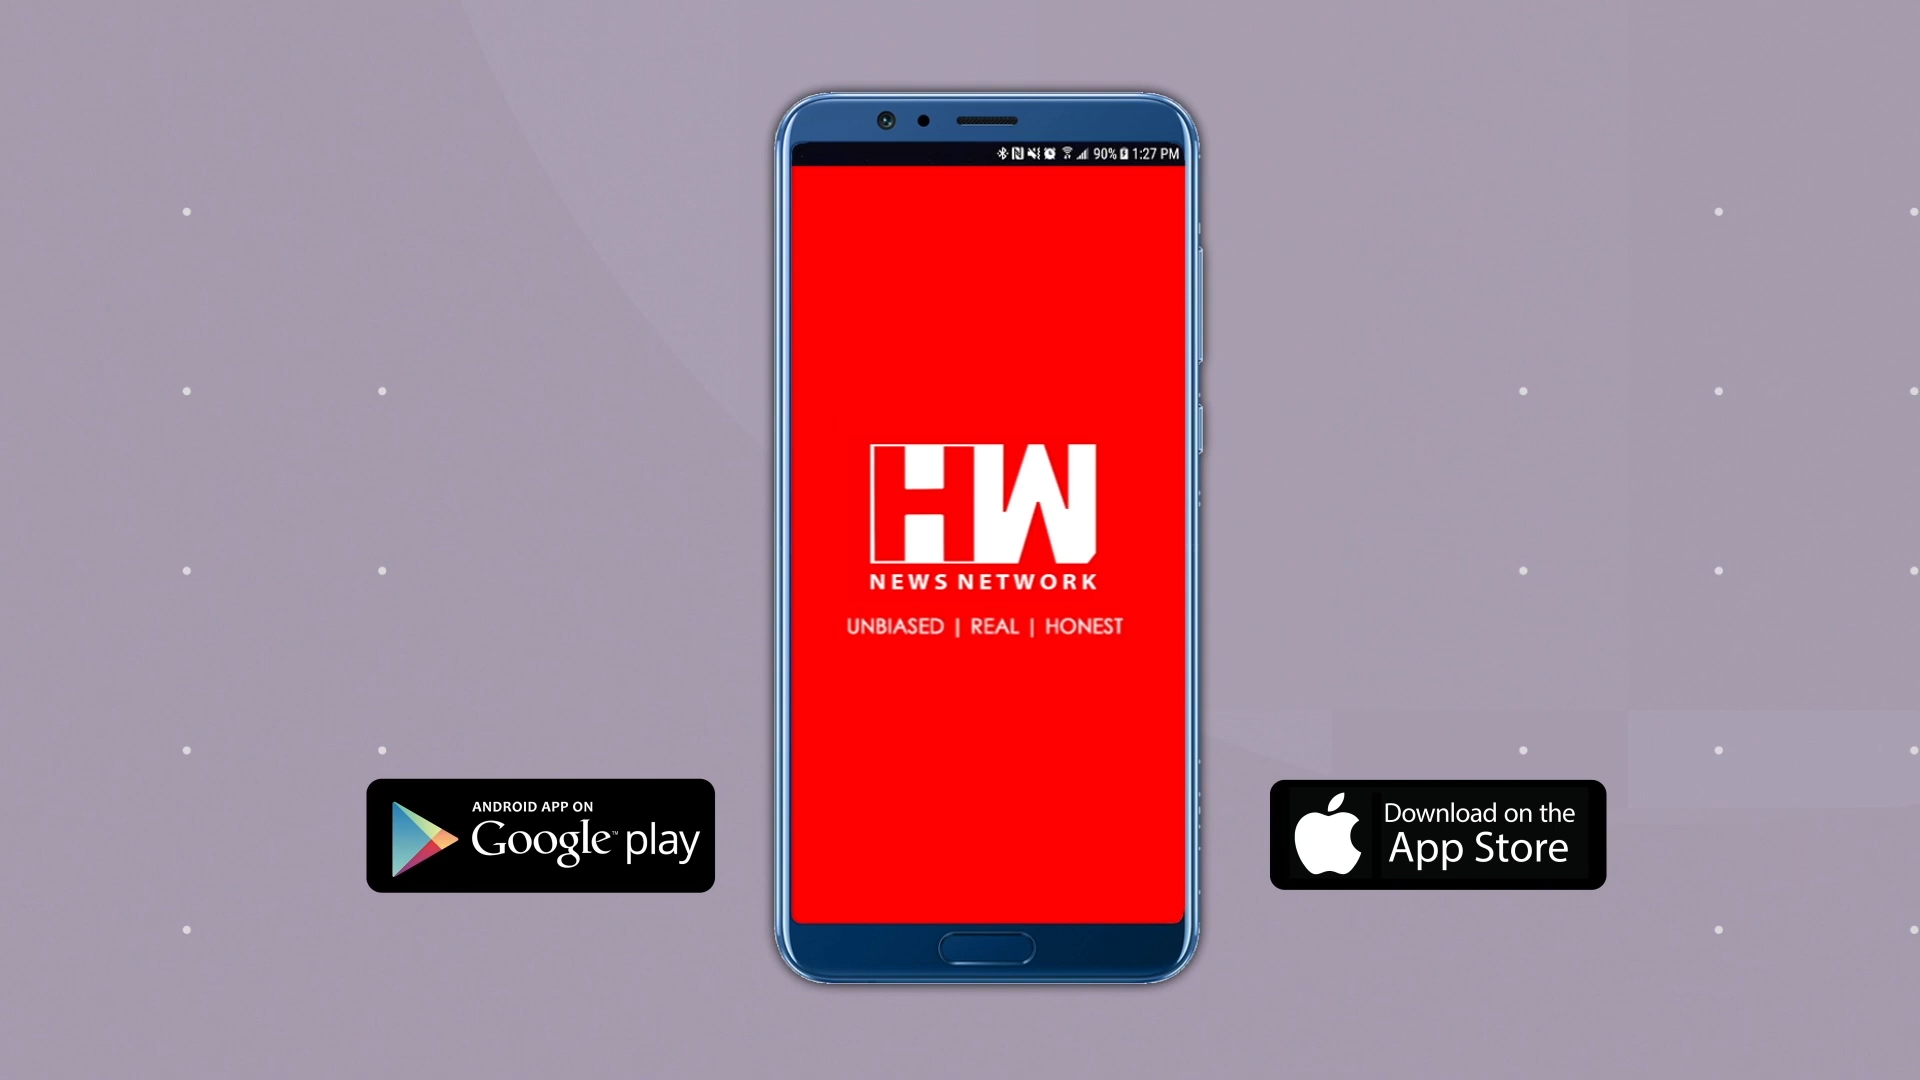 90% 1:27 PM
HW
NEWS NETWORK
UNBIASED | REAL | HONEST
ANDROID APP ON
Google™ play
Download on the
App Store